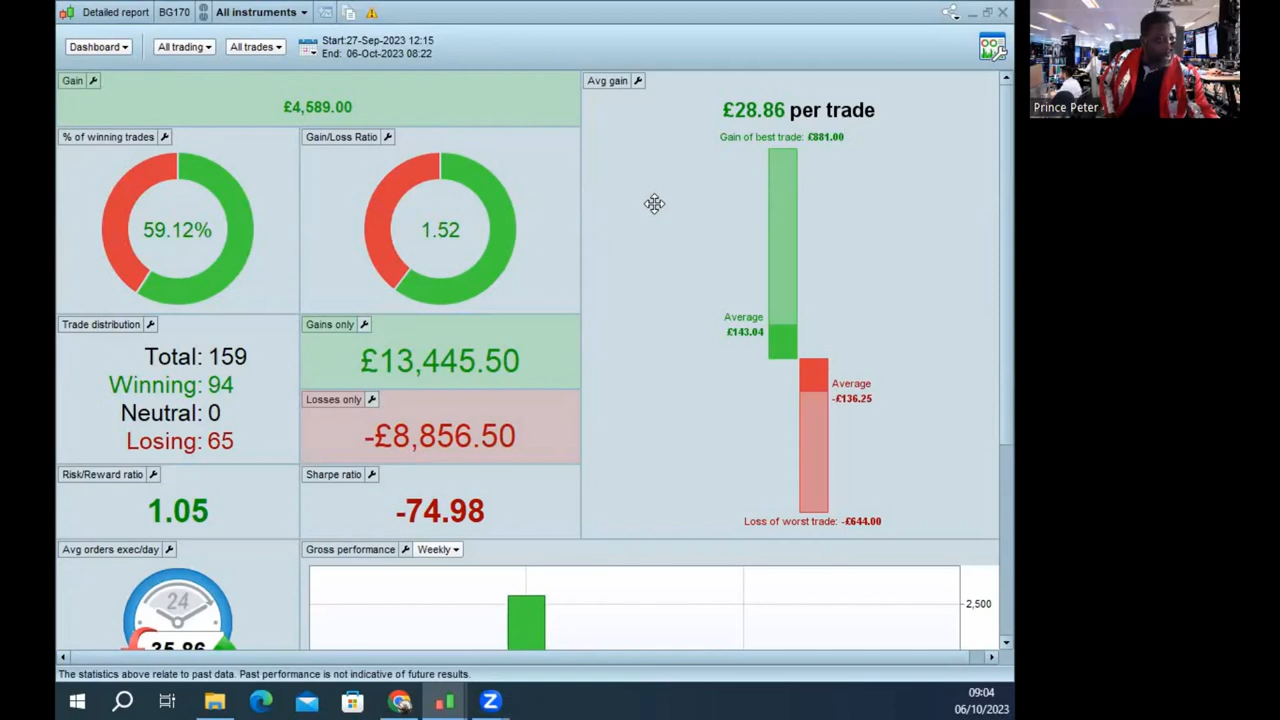 Detailed report BG170 All instruments
Dashboard All trading All trades Start:27-Sep-2023 12:15
End: 06-Oct-2023 08:22
Gain
£4,589.00
% of winning trades
59.12%
Gain/Loss Ratio
1.52
Trade distribution
Total: 159
Winning: 94
Neutral: 0
Losing: 65
Gains only
£13,445.50
Losses only
-£8,856.50
Risk/Reward ratio
1.05
Sharpe ratio
-74.98
Avg gain
£28.86 per trade
Gain of best trade: £881.00
Average
£143.04
Average
-£136.25
Loss of worst trade: -£644.00
Avg orders exec/day
24
35.86
Gross performance Weekly
2,500
The statistics above relate to past data. Past performance is not indicative of future results.
Z
09:04
06/10/2023
Prince Peter